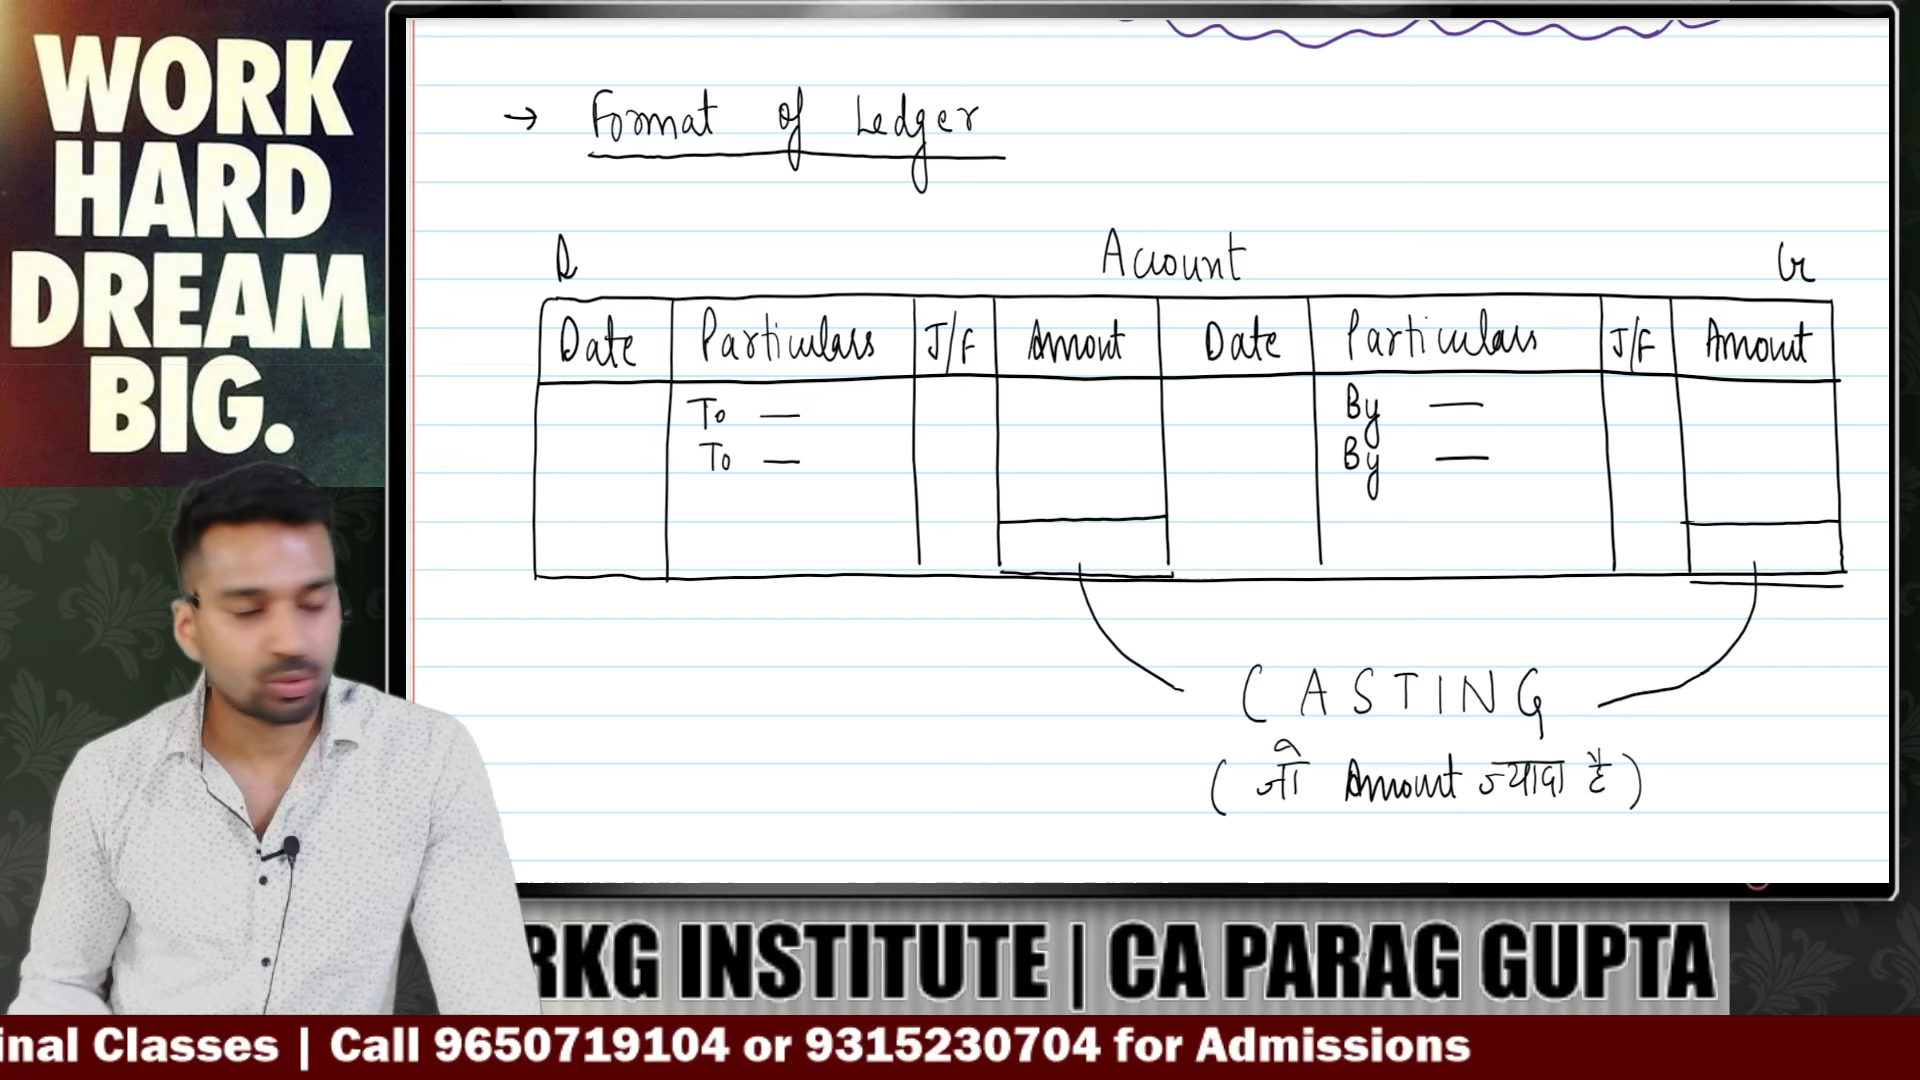 WORK
HARD
DREAM
BIG.
→ Format of Ledger
Dr Account Cr
Date Particulars J/F Amount Date Particulars J/F Amount
To — By —
To — By —
CASTING
( जो Amount ज्यादा है )
RKG INSTITUTE | CA PARAG GUPTA
inal Classes | Call 9650719104 or 9315230704 for Admissions